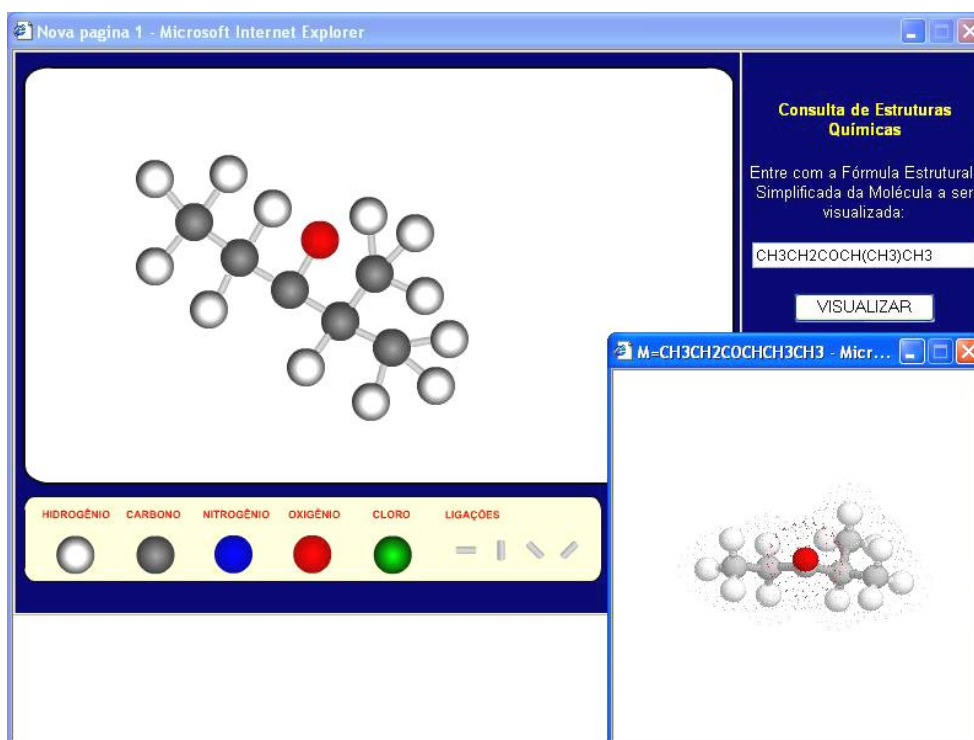 Nova pagina 1 - Microsoft Internet Explorer
Consulta de Estruturas
Químicas
Entre com a Fórmula Estrutural
Simplificada da Molécula a ser
visualizada:
CH3CH2COCH(CH3)CH3
VISUALIZAR
M=CH3CH2COCHCH3CH3 - Micr...
HIDROGÊNIO CARBONO NITROGÊNIO OXIGÊNIO CLORO LIGAÇÕES